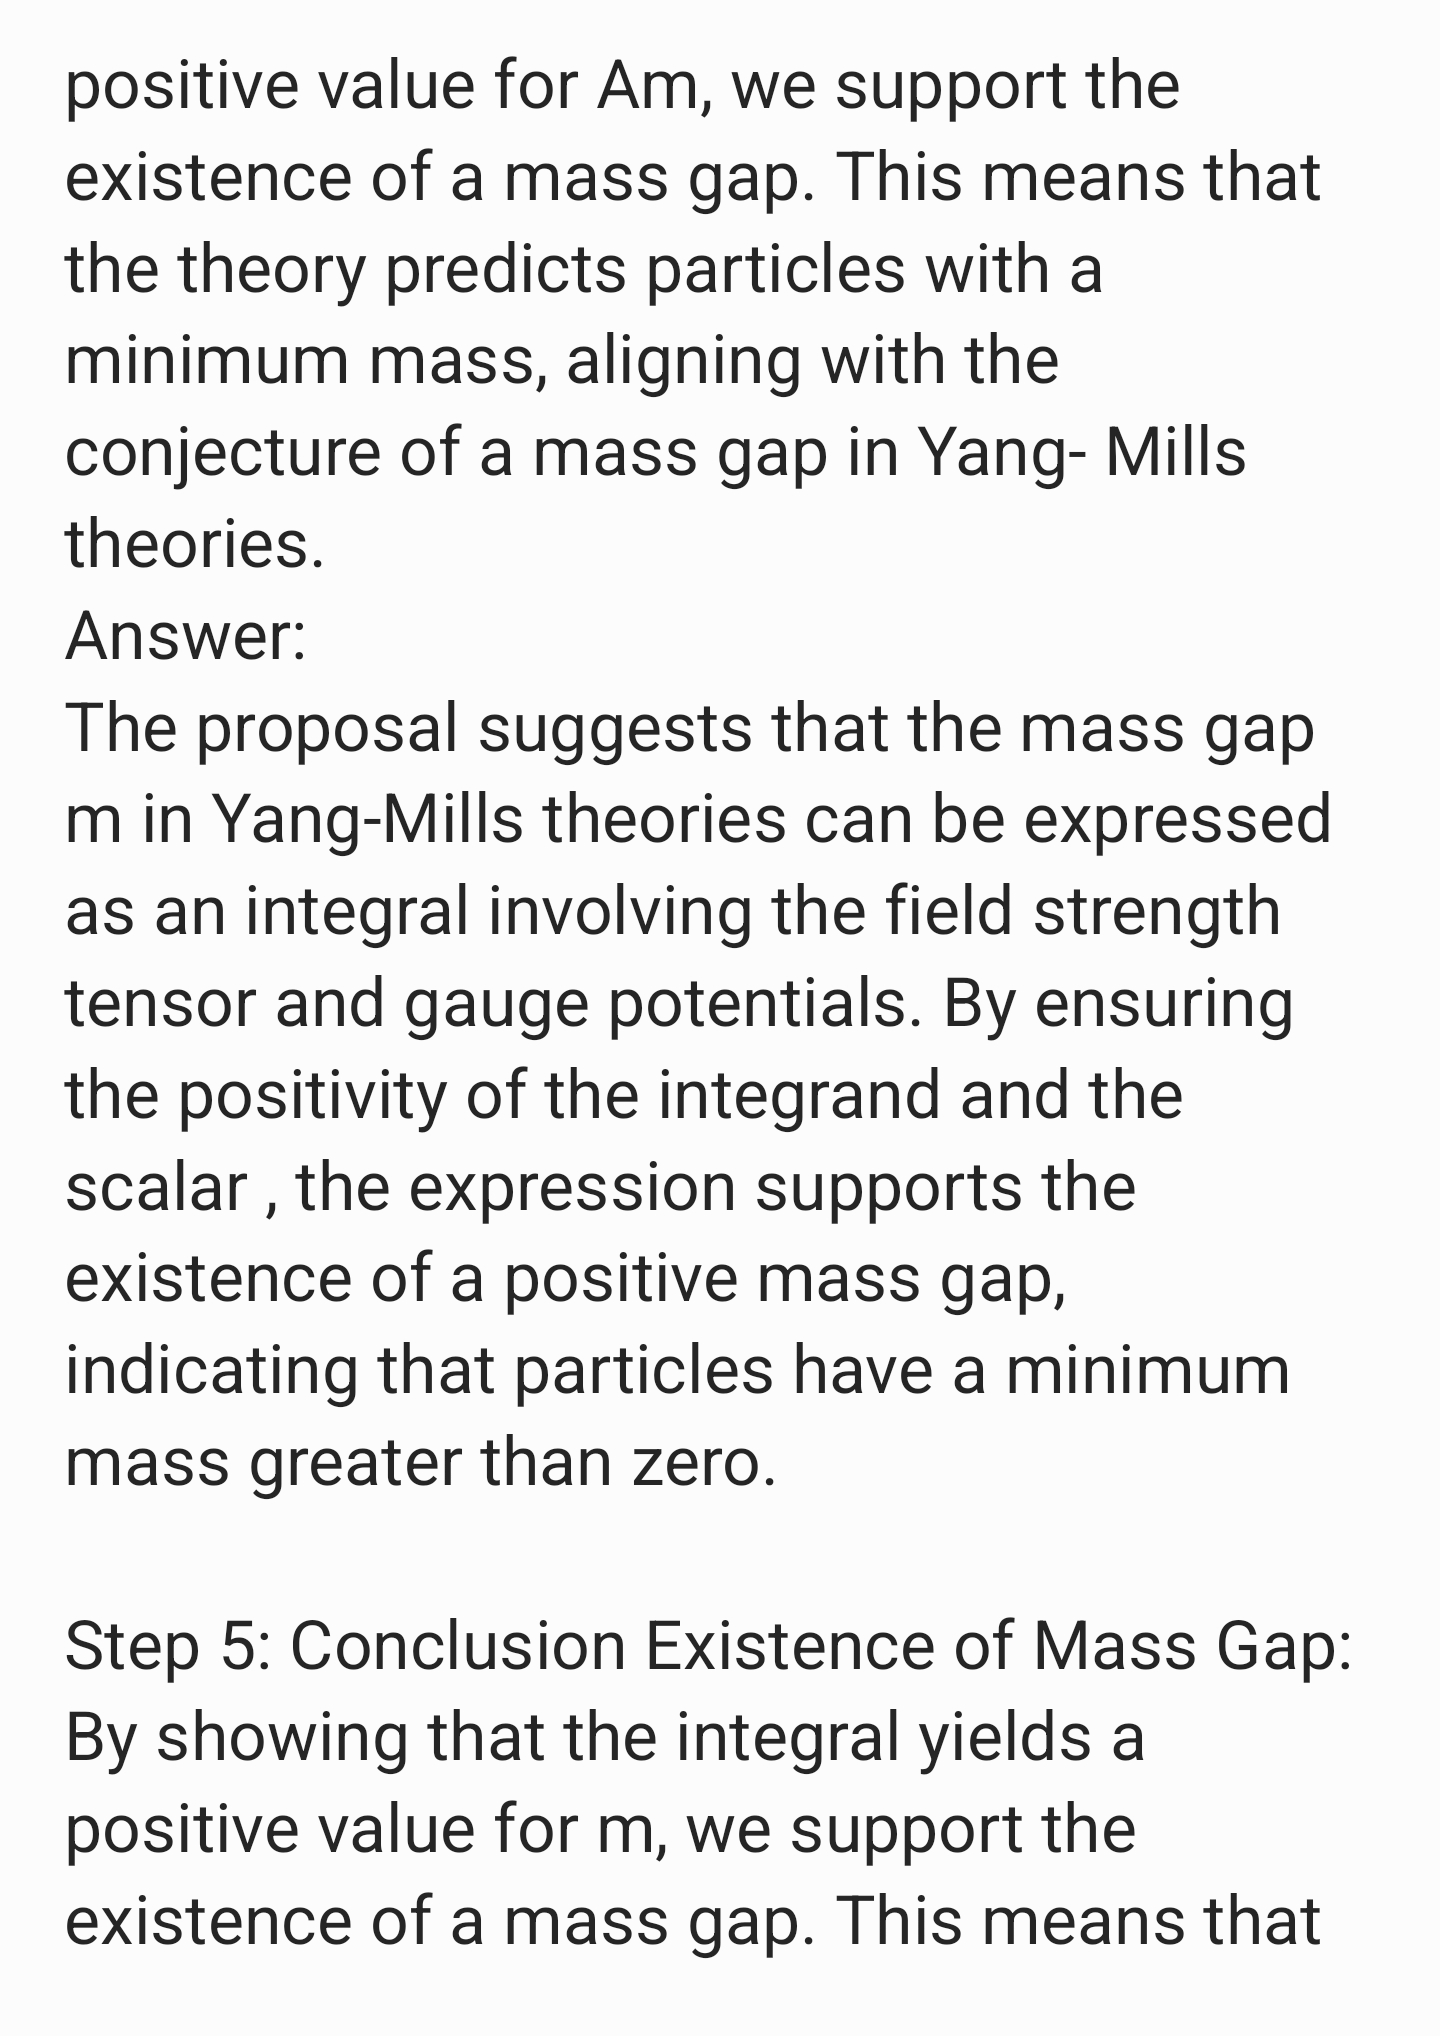 positive value for Am, we support the
existence of a mass gap. This means that
the theory predicts particles with a
minimum mass, aligning with the
conjecture of a mass gap in Yang- Mills
theories.
Answer:
The proposal suggests that the mass gap
m in Yang-Mills theories can be expressed
as an integral involving the field strength
tensor and gauge potentials. By ensuring
the positivity of the integrand and the
scalar , the expression supports the
existence of a positive mass gap,
indicating that particles have a minimum
mass greater than zero.
Step 5: Conclusion Existence of Mass Gap:
By showing that the integral yields a
positive value for m, we support the
existence of a mass gap. This means that